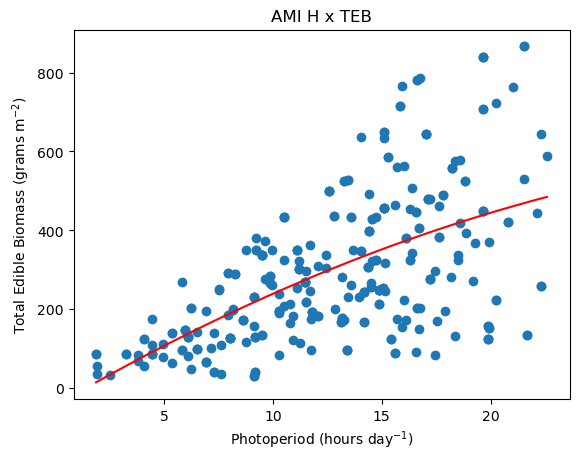 AMI H x TEB
Total Edible Biomass (grams m⁻²)
800
600
400
200
0
5 10 15 20
Photoperiod (hours day⁻¹)